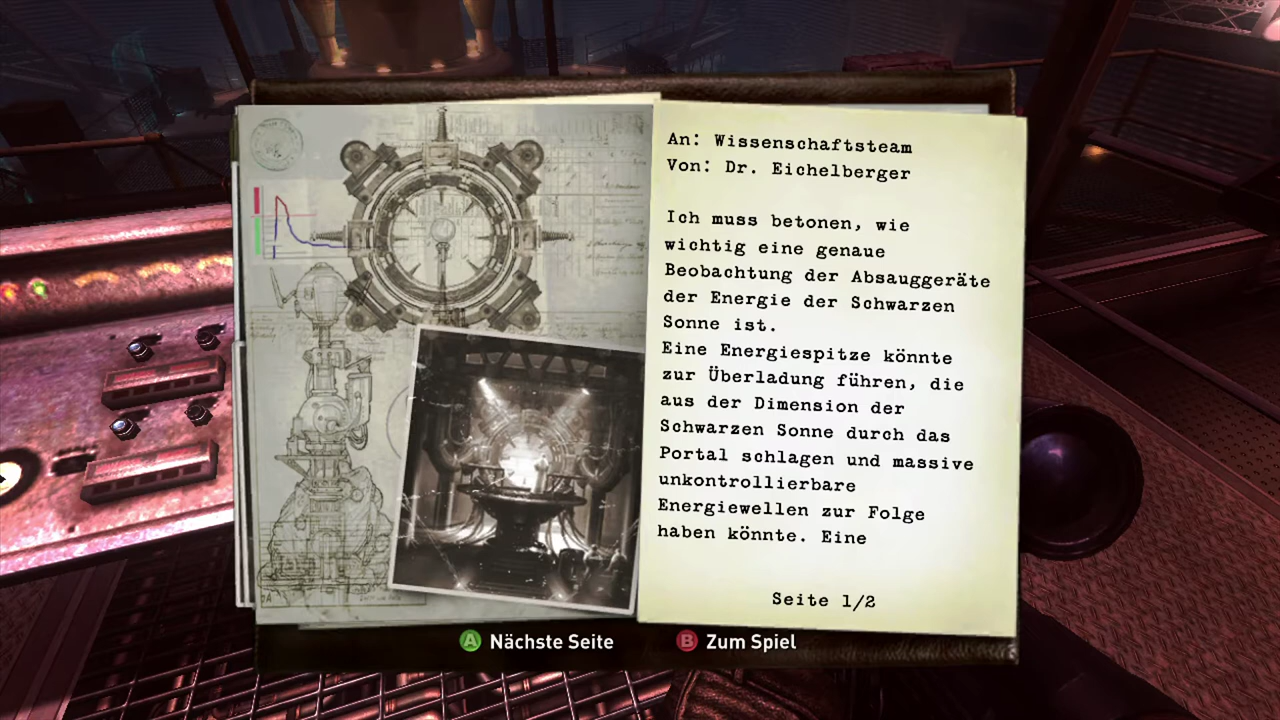 An: Wissenschaftsteam
Von: Dr. Eichelberger
Ich muss betonen, wie
wichtig eine genaue
Beobachtung der Absauggeräte
der Energie der Schwarzen
Sonne ist.
Eine Energiespitze könnte
zur Überladung führen, die
aus der Dimension der
Schwarzen Sonne durch das
Portal schlagen und massive
unkontrollierbare
Energiewellen zur Folge
haben könnte. Eine
Seite 1/2
A Nächste Seite B Zum Spiel